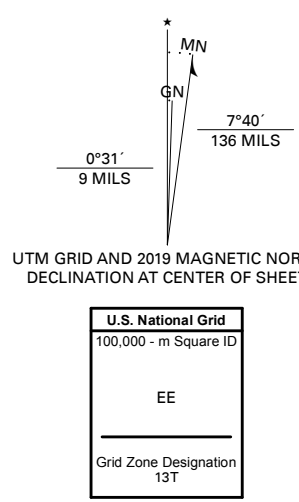 ★
MN
GN
7°40´
136 MILS
0°31´
9 MILS
UTM GRID AND 2019 MAGNETIC NOR
DECLINATION AT CENTER OF SHEET
U.S. National Grid
100,000 - m Square ID
EE
Grid Zone Designation
13T